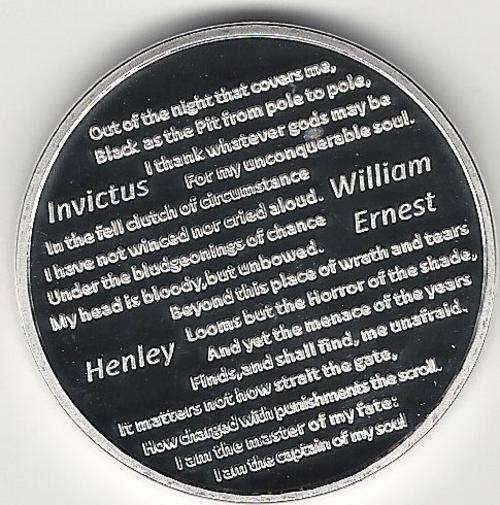 Out of the night that covers me,
Black as the Pit from pole to pole,
I thank whatever gods may be
For my unconquerable soul.
Invictus
William
Ernest
In the fell clutch of circumstance
I have not winced nor cried aloud.
Under the bludgeonings of chance
My head is bloody, but unbowed.
Beyond this place of wrath and tears
Looms but the Horror of the shade,
And yet the menace of the years
Finds, and shall find, me unafraid.
Henley
It matters not how strait the gate,
How charged with punishments the scroll.
I am the master of my fate:
I am the captain of my soul